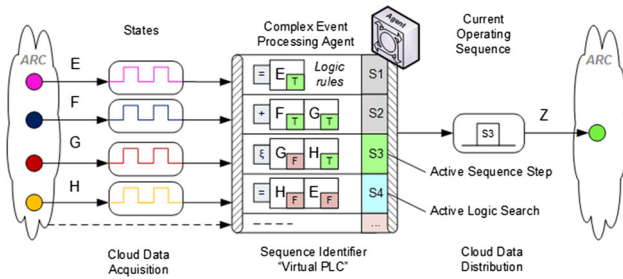 States
Complex Event
Processing Agent
Agent
Current
Operating
Sequence
ARC
ARC
E
F
G
H
= E T Logic rules S1
+ F T G T S2
ξ G F H T S3
= H F E F S4
...
S3
Z
Active Sequence Step
Active Logic Search
Cloud Data
Acquisition
Sequence Identifier
"Virtual PLC"
Cloud Data
Distribution